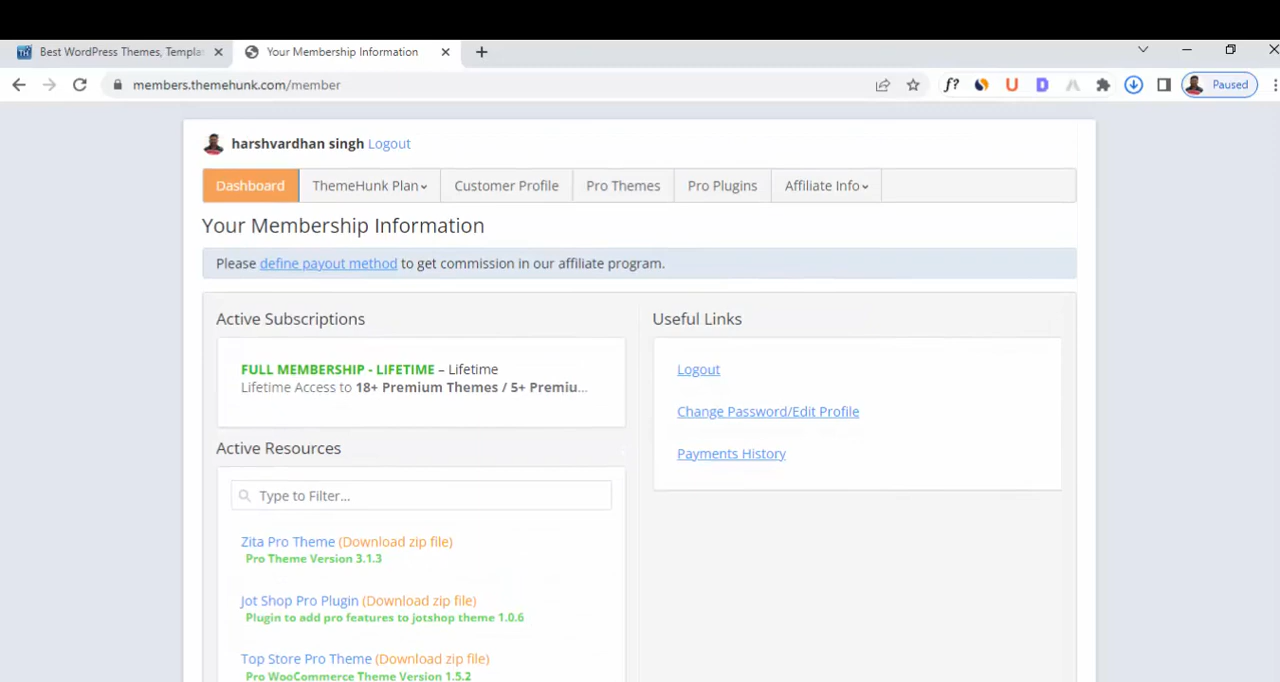 Best WordPress Themes, Templa
Your Membership Information
members.themehunk.com/member
f?
U
D
Paused
harshvardhan singh Logout
Dashboard
ThemeHunk Plan
Customer Profile
Pro Themes
Pro Plugins
Affiliate Info
Your Membership Information
Please define payout method to get commission in our affiliate program.
Active Subscriptions
FULL MEMBERSHIP - LIFETIME – Lifetime
Lifetime Access to 18+ Premium Themes / 5+ Premiu...
Active Resources
Type to Filter...
Zita Pro Theme (Download zip file)
Pro Theme Version 3.1.3
Jot Shop Pro Plugin (Download zip file)
Plugin to add pro features to jotshop theme 1.0.6
Top Store Pro Theme (Download zip file)
Pro WooCommerce Theme Version 1.5.2
Useful Links
Logout
Change Password/Edit Profile
Payments History